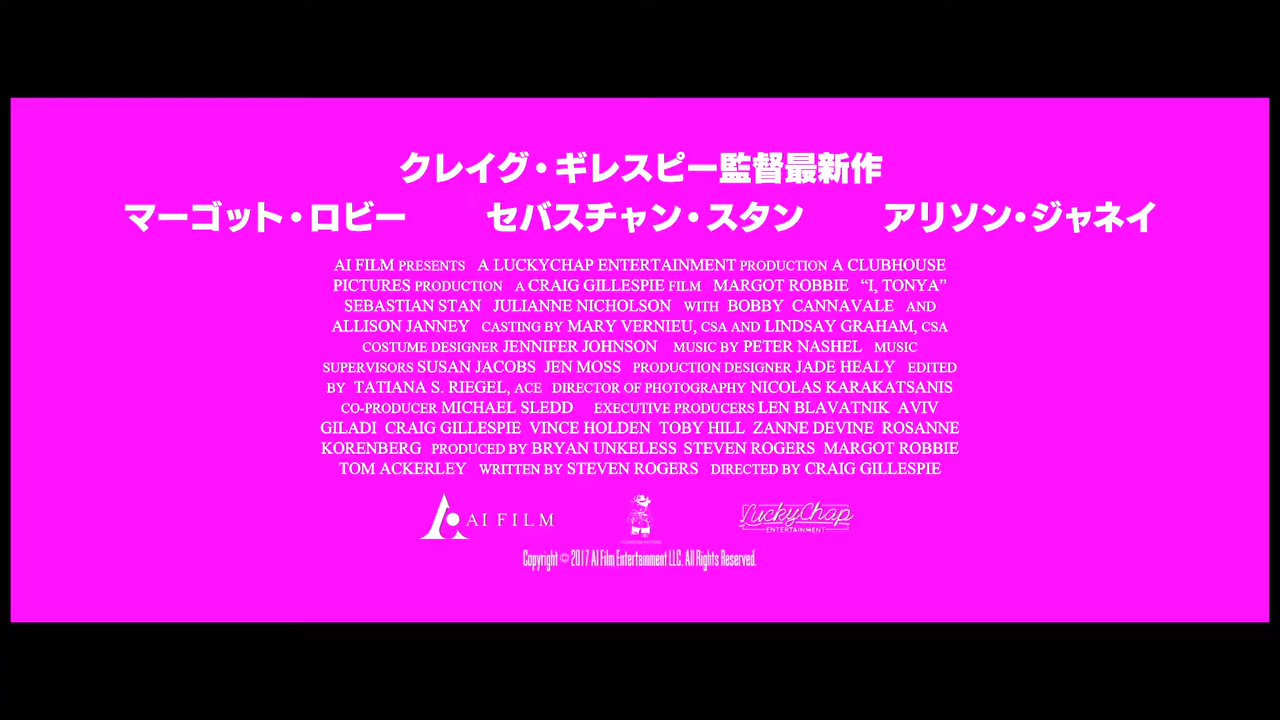 クレイグ・ギレスピー監督最新作
マーゴット・ロビー セバスチャン・スタン アリソン・ジャネイ
AI FILM PRESENTS A LUCKYCHAP ENTERTAINMENT PRODUCTION A CLUBHOUSE
PICTURES PRODUCTION A CRAIG GILLESPIE FILM MARGOT ROBBIE “I, TONYA”
SEBASTIAN STAN JULIANNE NICHOLSON WITH BOBBY CANNAVALE AND
ALLISON JANNEY CASTING BY MARY VERNIEU, CSA AND LINDSAY GRAHAM, CSA
COSTUME DESIGNER JENNIFER JOHNSON MUSIC BY PETER NASHEL MUSIC
SUPERVISORS SUSAN JACOBS JEN MOSS PRODUCTION DESIGNER JADE HEALY EDITED
BY TATIANA S. RIEGEL, ACE DIRECTOR OF PHOTOGRAPHY NICOLAS KARAKATSANIS
CO-PRODUCER MICHAEL SLEDD EXECUTIVE PRODUCERS LEN BLAVATNIK AVIV
GILADI CRAIG GILLESPIE VINCE HOLDEN TOBY HILL ZANNE DEVINE ROSANNE
KORENBERG PRODUCED BY BRYAN UNKELESS STEVEN ROGERS MARGOT ROBBIE
TOM ACKERLEY WRITTEN BY STEVEN ROGERS DIRECTED BY CRAIG GILLESPIE
AI FILM
LuckyChap
ENTERTAINMENT
Copyright © 2017 AI Film Entertainment LLC. All Rights Reserved.